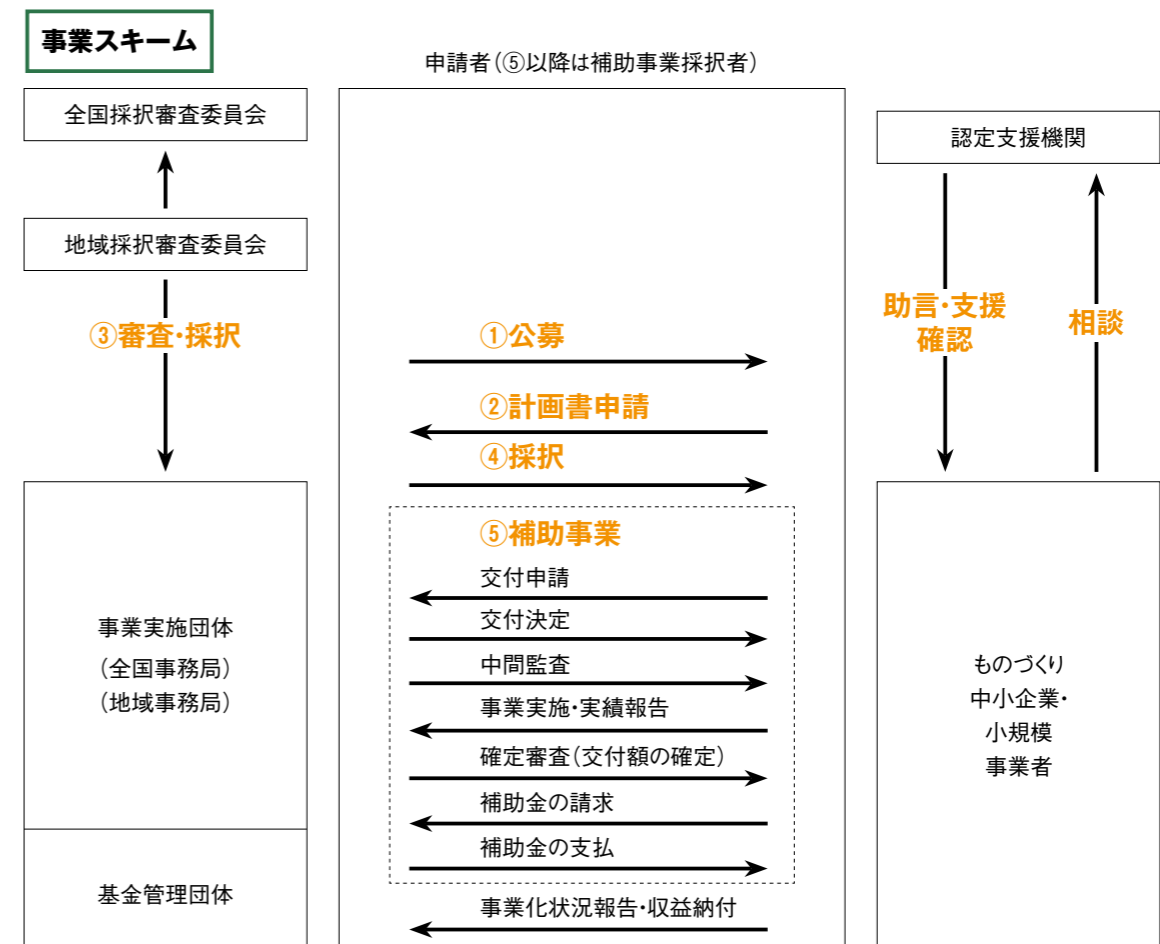 事業スキーム
申請者(⑤以降は補助事業採択者)
全国採択審査委員会
地域採択審査委員会
③審査・採択
事業実施団体
(全国事務局)
(地域事務局)
基金管理団体
①公募
②計画書申請
④採択
⑤補助事業
交付申請
交付決定
中間監査
事業実施・実績報告
確定審査(交付額の確定)
補助金の請求
補助金の支払
事業化状況報告・収益納付
認定支援機関
助言・支援
確認
相談
ものづくり
中小企業・
小規模
事業者